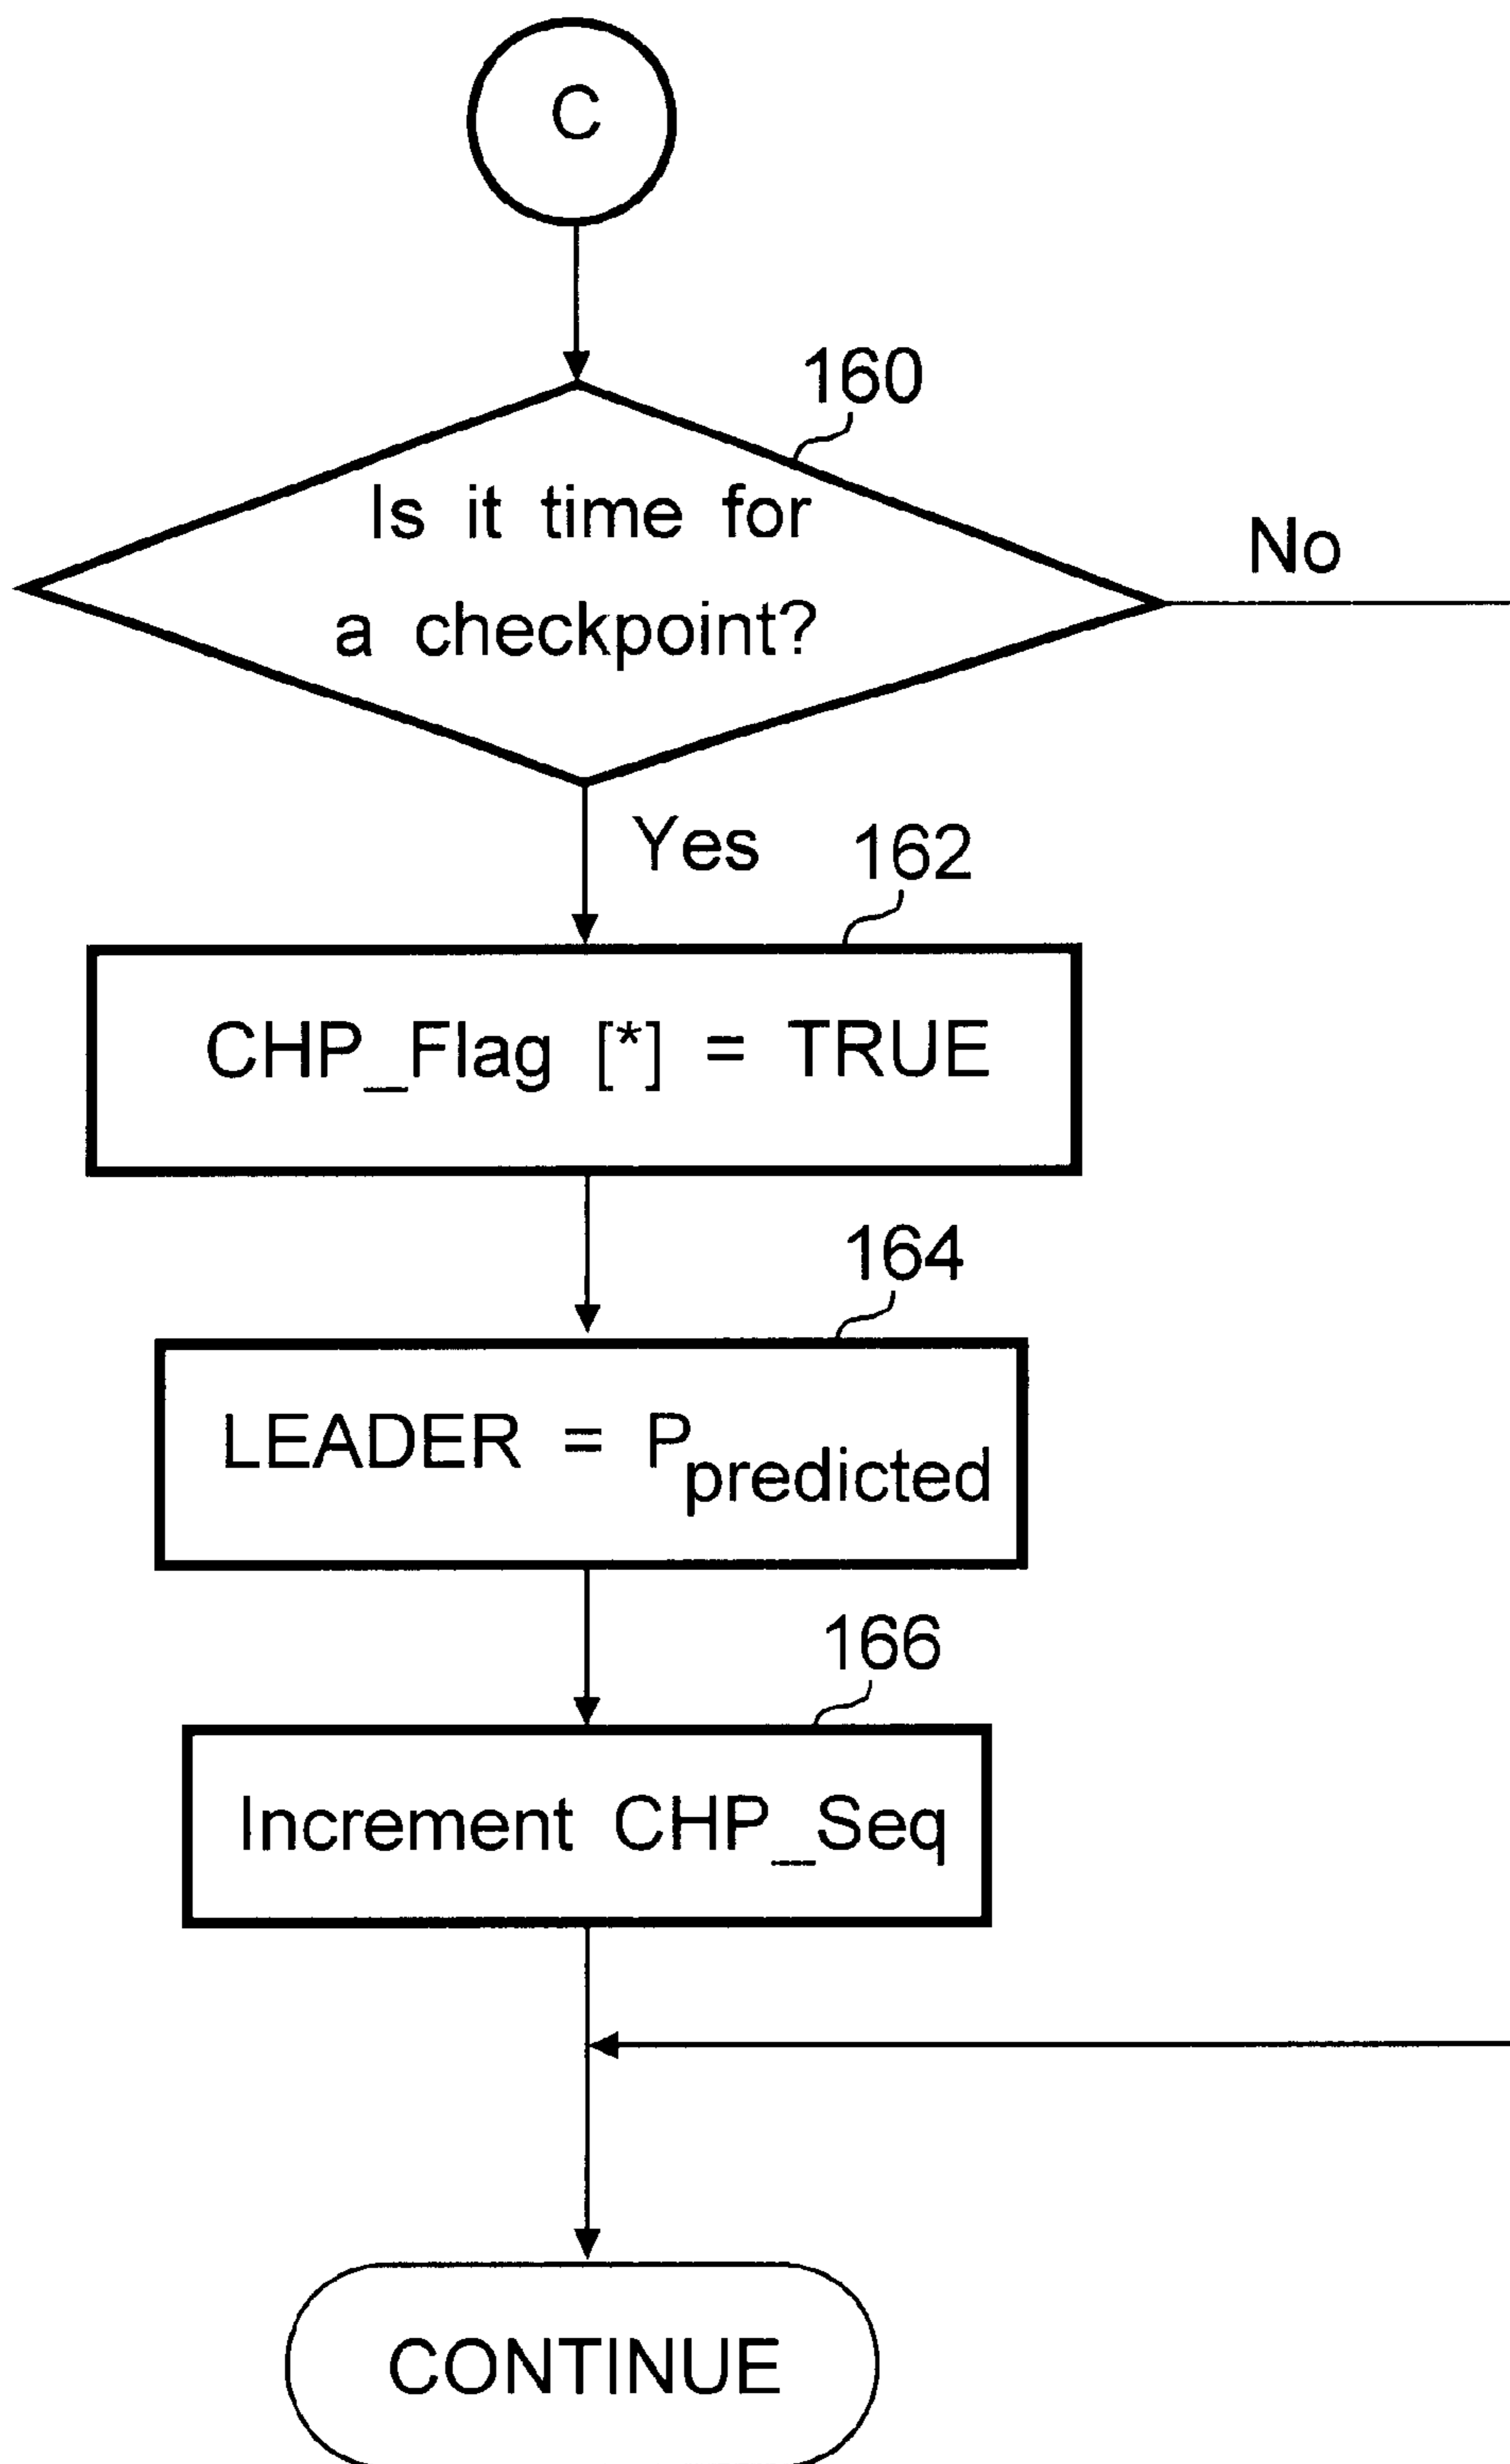 C
160
Is it time for
a checkpoint?
No
Yes
162
CHP_Flag [*] = TRUE
164
LEADER = Ppredicted
166
Increment CHP_Seq
CONTINUE